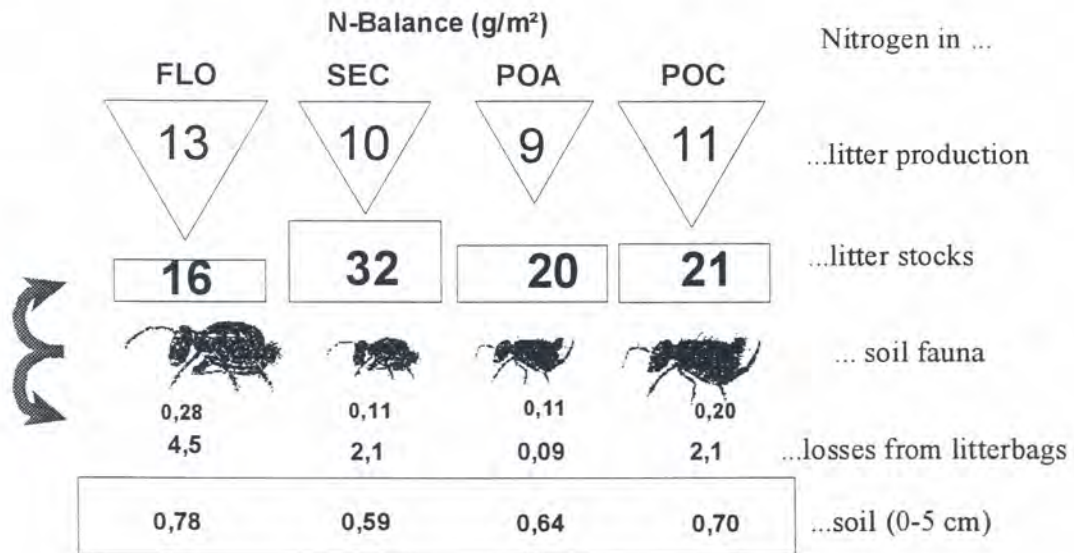 N-Balance (g/m²)
Nitrogen in ...
FLO SEC POA POC
13 10 9 11 ...litter production
16 32 20 21 ...litter stocks
... soil fauna
0,28 0,11 0,11 0,20
4,5 2,1 0,09 2,1 ...losses from litterbags
0,78 0,59 0,64 0,70 ...soil (0-5 cm)